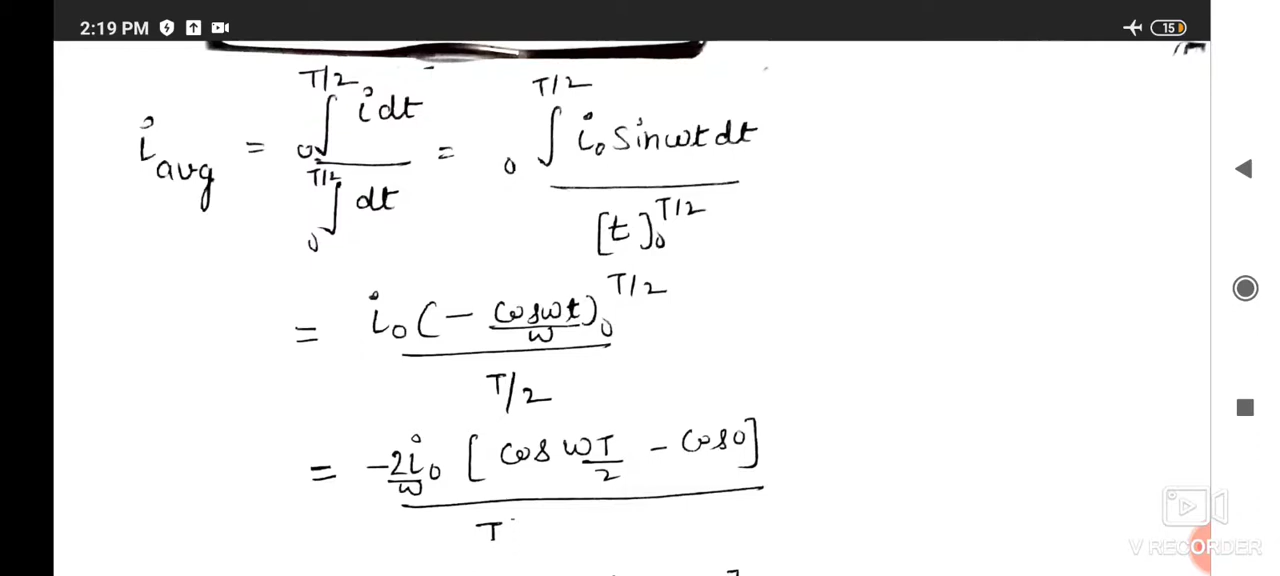 2:19 PM
15
i_avg = ∫₀^{T/2} i dt / ∫₀^{T/2} dt = ∫₀^{T/2} i₀ Sinωt dt / [t]₀^{T/2}
= i₀ (− cosωt/ω)₀^{T/2} / T/2
= −2i₀/ω [cos ωT/2 − cos0] / T
V RECORDER